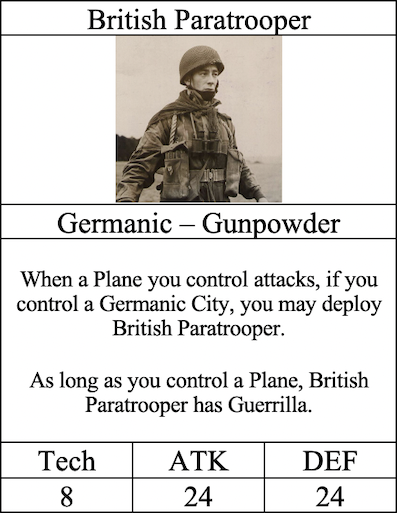 British Paratrooper
Germanic – Gunpowder
When a Plane you control attacks, if you
control a Germanic City, you may deploy
British Paratrooper.
As long as you control a Plane, British
Paratrooper has Guerrilla.
Tech ATK DEF
8 24 24